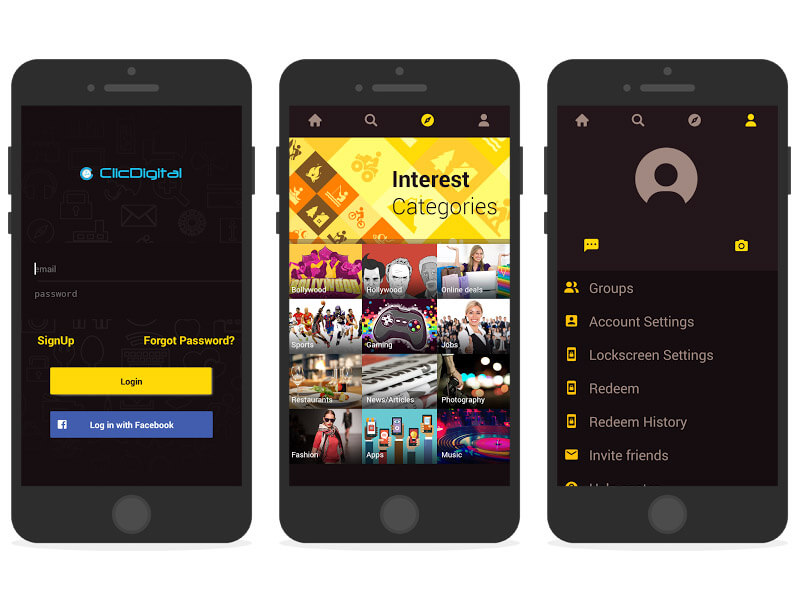 ClicDigital
email
password
SignUp
Forgot Password?
Login
Log in with Facebook
Interest
Categories
BOLLYWOOD
Bollywood
Hollywood
Online deals
Sports
Gaming
Jobs
Restaurants
News/Articles
Photography
Fashion
Apps
Music
Groups
Account Settings
Lockscreen Settings
Redeem
Redeem History
Invite friends